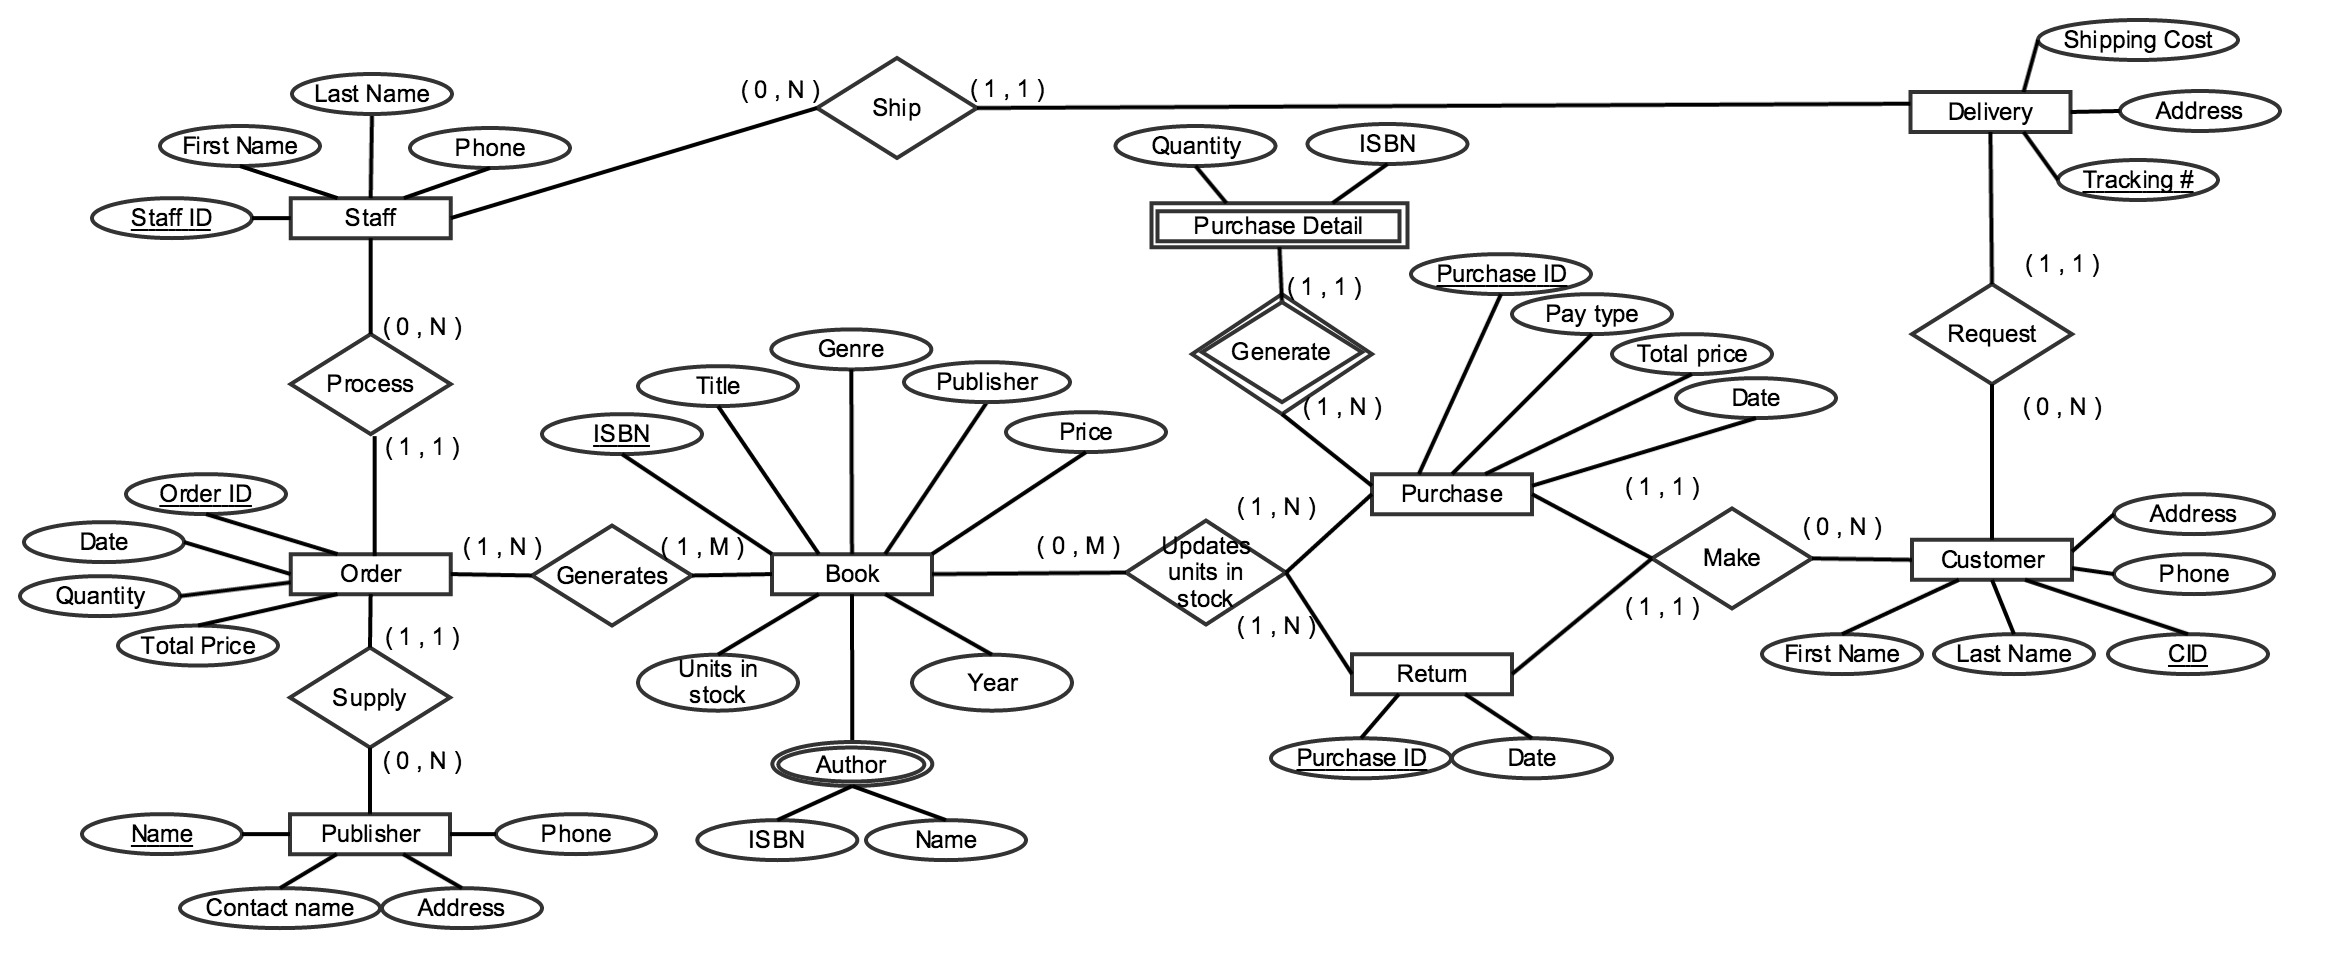 Shipping Cost
( 0 , N )
( 1 , 1 )
Last Name
Ship
Delivery
Address
First Name
Phone
Quantity
ISBN
Staff ID
Staff
Tracking #
Purchase Detail
( 1 , 1 )
( 1 , 1 )
Purchase ID
( 0 , N )
Pay type
Request
Process
Genre
Generate
Total price
Title
Publisher
( 1 , N )
Date
( 0 , N )
( 1 , 1 )
ISBN
Price
Order ID
Purchase
( 1 , 1 )
( 1 , N )
Address
Date
( 1 , N )
( 1 , M )
( 0 , M )
Updates
units in
stock
Make
( 0 , N )
Customer
Order
Generates
Book
Phone
Quantity
( 1 , 1 )
( 1 , N )
( 1 , 1 )
Total Price
First Name
Last Name
CID
Supply
Units in
stock
Year
Return
( 0 , N )
Author
Purchase ID
Date
Name
Publisher
Phone
ISBN
Name
Contact name
Address